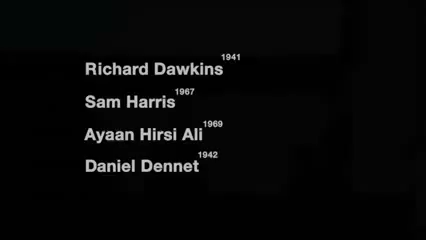 Richard Dawkins 1941
Sam Harris 1967
Ayaan Hirsi Ali 1969
Daniel Dennet 1942